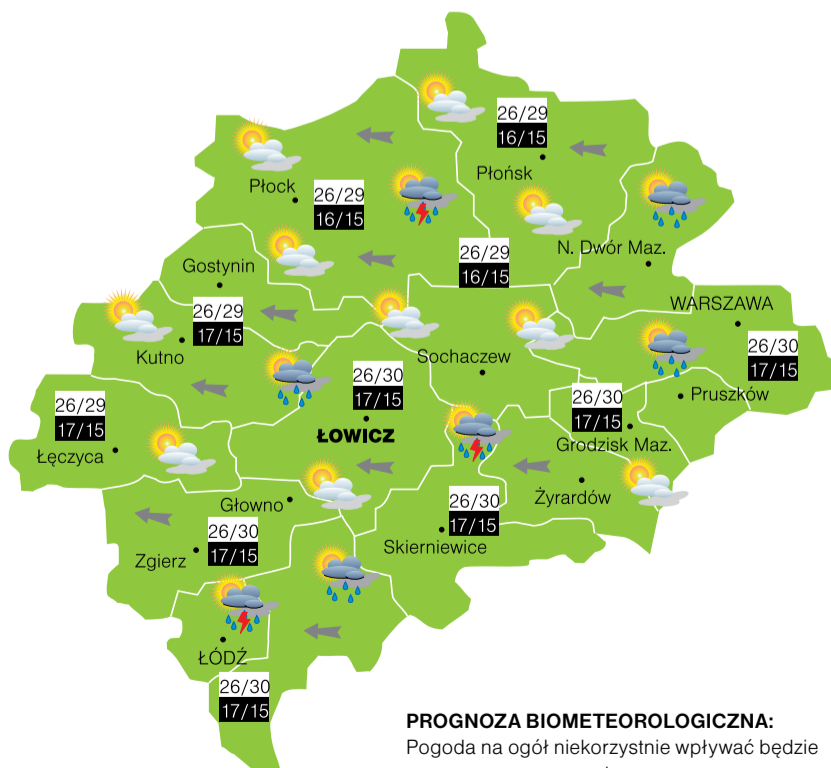 26/29
16/15
Płońsk
Płock
26/29
16/15
N. Dwór Maz.
26/29
16/15
Gostynin
WARSZAWA
26/29
17/15
Kutno
Sochaczew
26/30
17/15
26/30
17/15
Pruszków
26/30
17/15
Grodzisk Maz.
ŁOWICZ
26/29
17/15
Łęczyca
Głowno
Żyrardów
26/30
17/15
Skierniewice
26/30
17/15
Zgierz
ŁÓDŹ
26/30
17/15
PROGNOZA BIOMETEOROLOGICZNA:
Pogoda na ogół niekorzystnie wpływać będzie